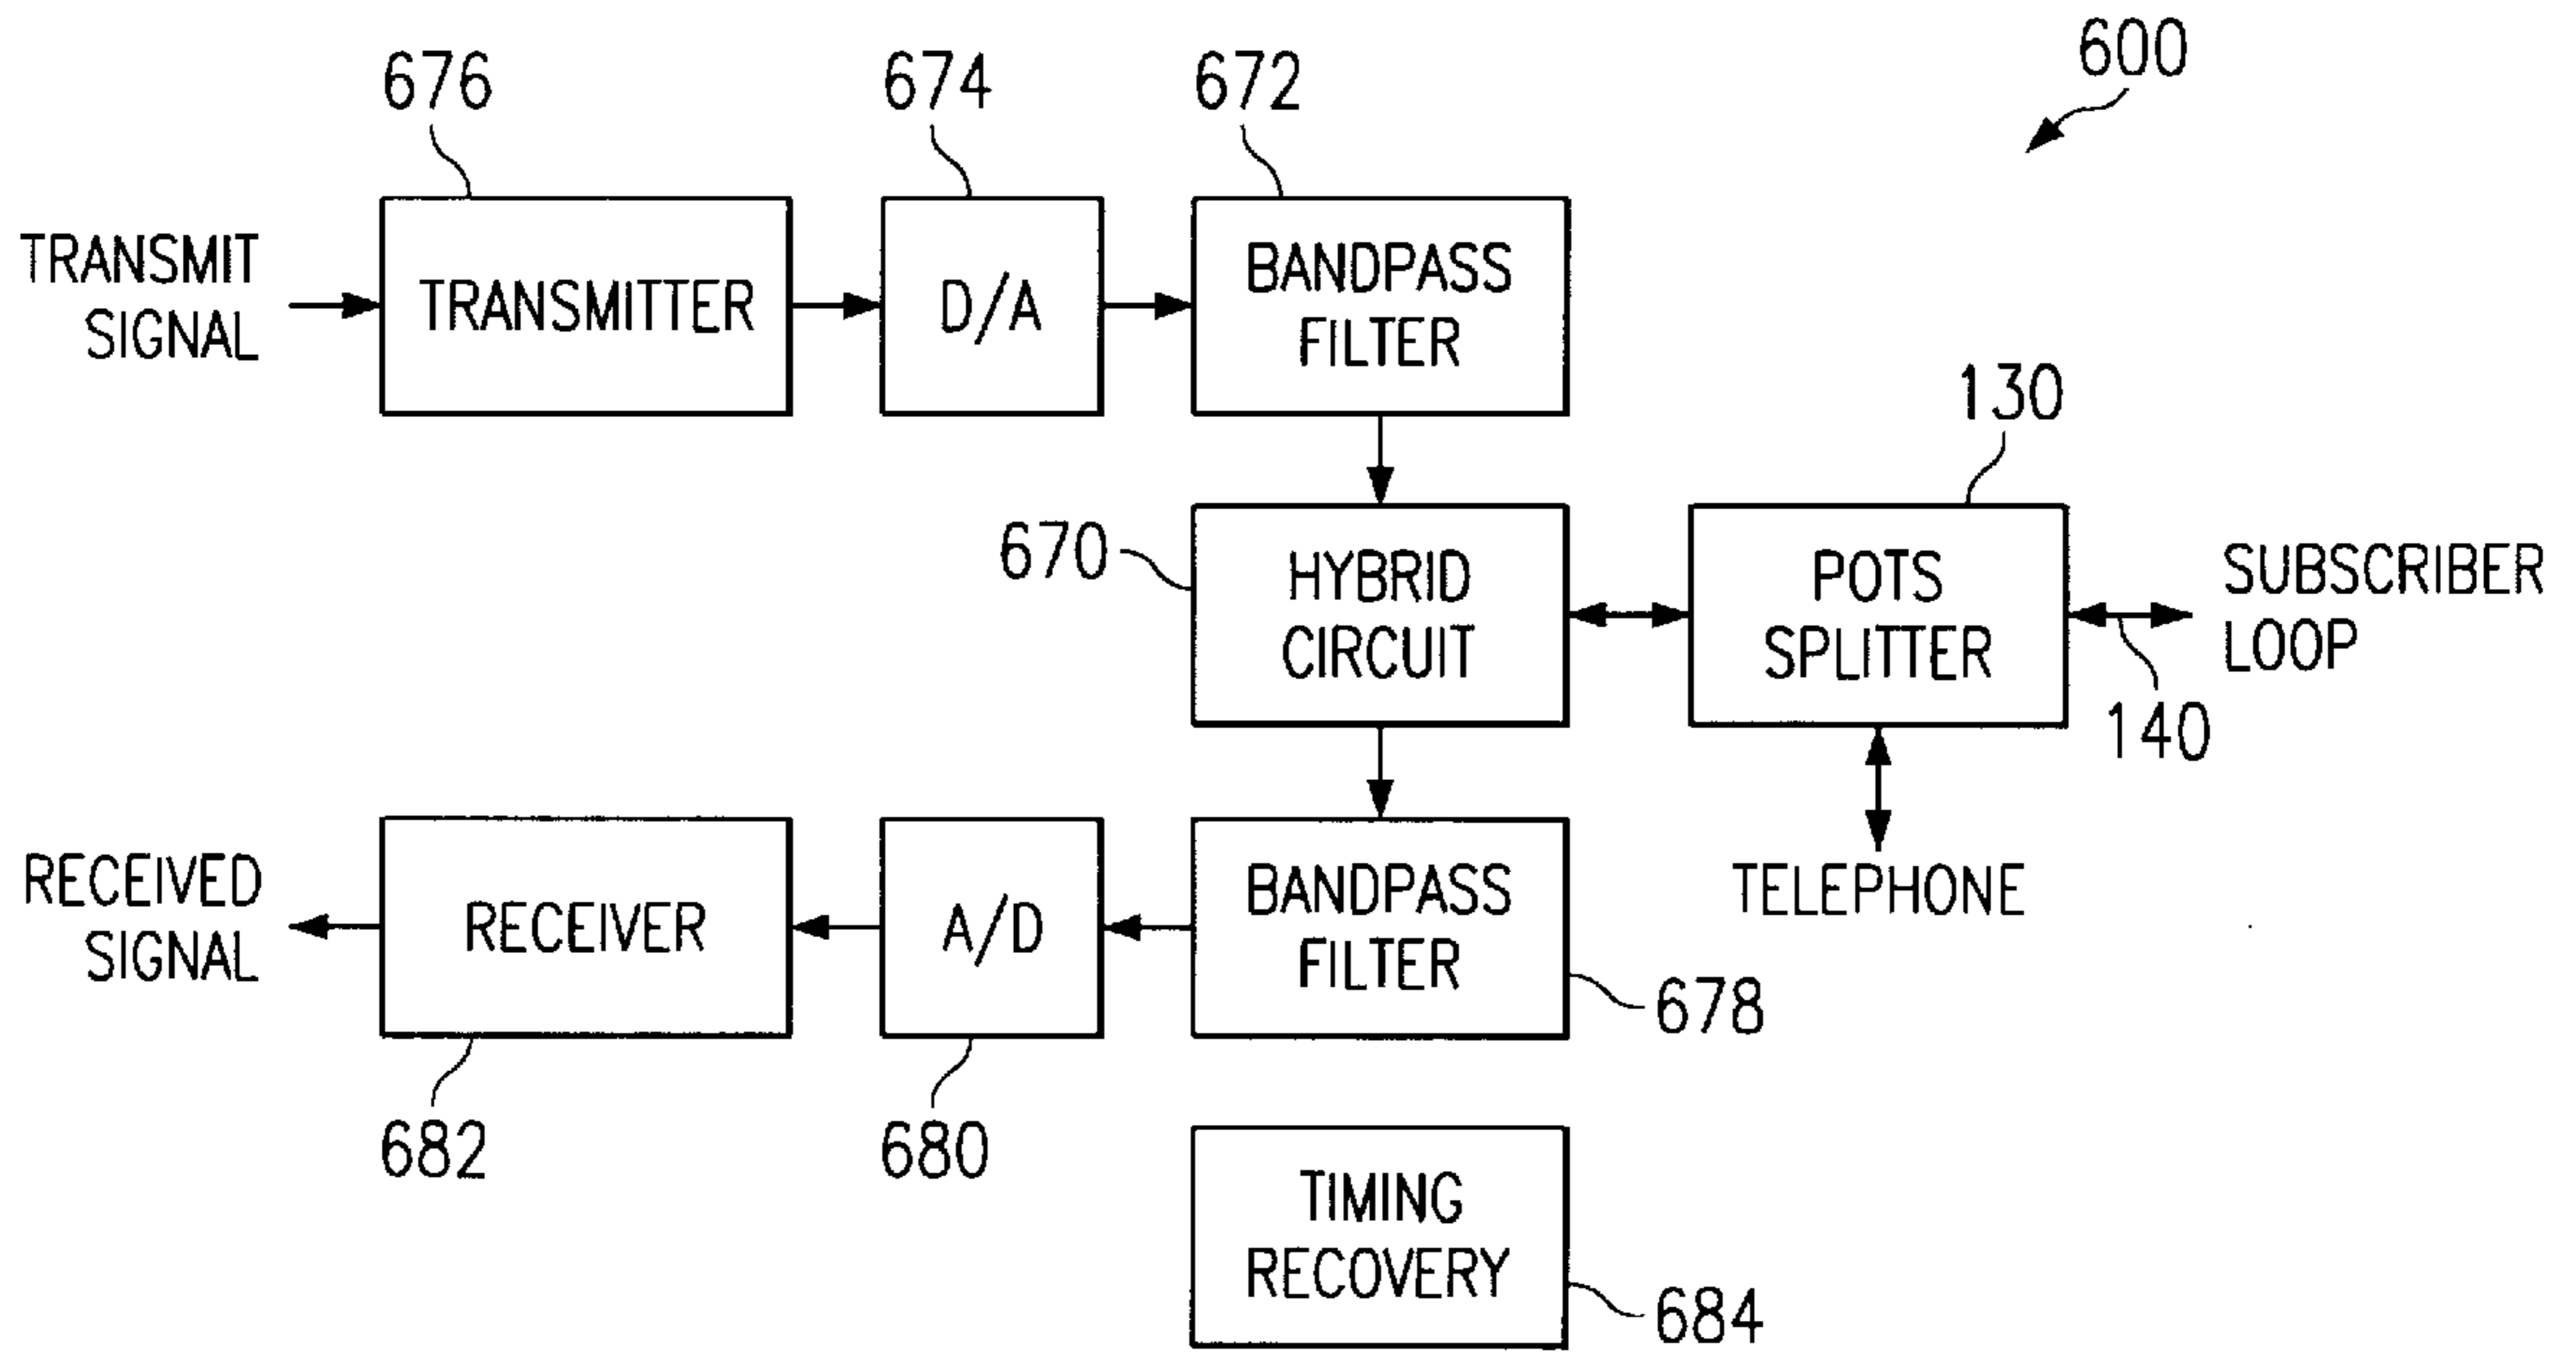 600
676
674
672
TRANSMIT
SIGNAL
TRANSMITTER
D/A
BANDPASS
FILTER
130
670
HYBRID
CIRCUIT
POTS
SPLITTER
SUBSCRIBER
LOOP
140
RECEIVED
SIGNAL
RECEIVER
A/D
BANDPASS
FILTER
TELEPHONE
678
682
680
TIMING
RECOVERY
684